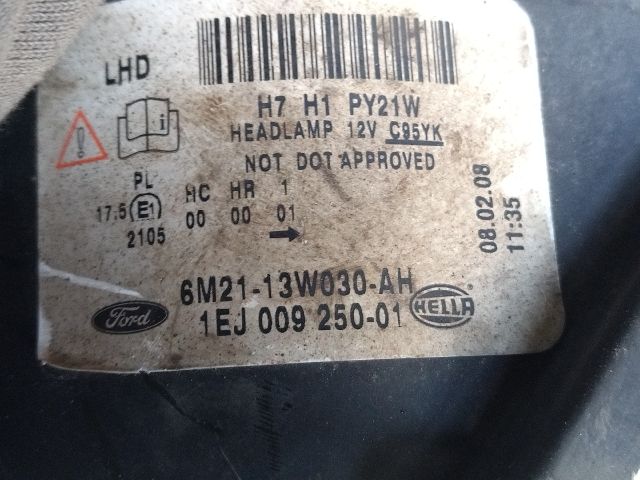 LHD
H7 H1 PY21W
HEADLAMP 12V C95YK
NOT DOT APPROVED
PL HC HR 1
17.5 E1 00 00 01
2105
08.02.08
11:35
6M21-13W030-AH
Ford 1EJ 009 250-01 HELLA